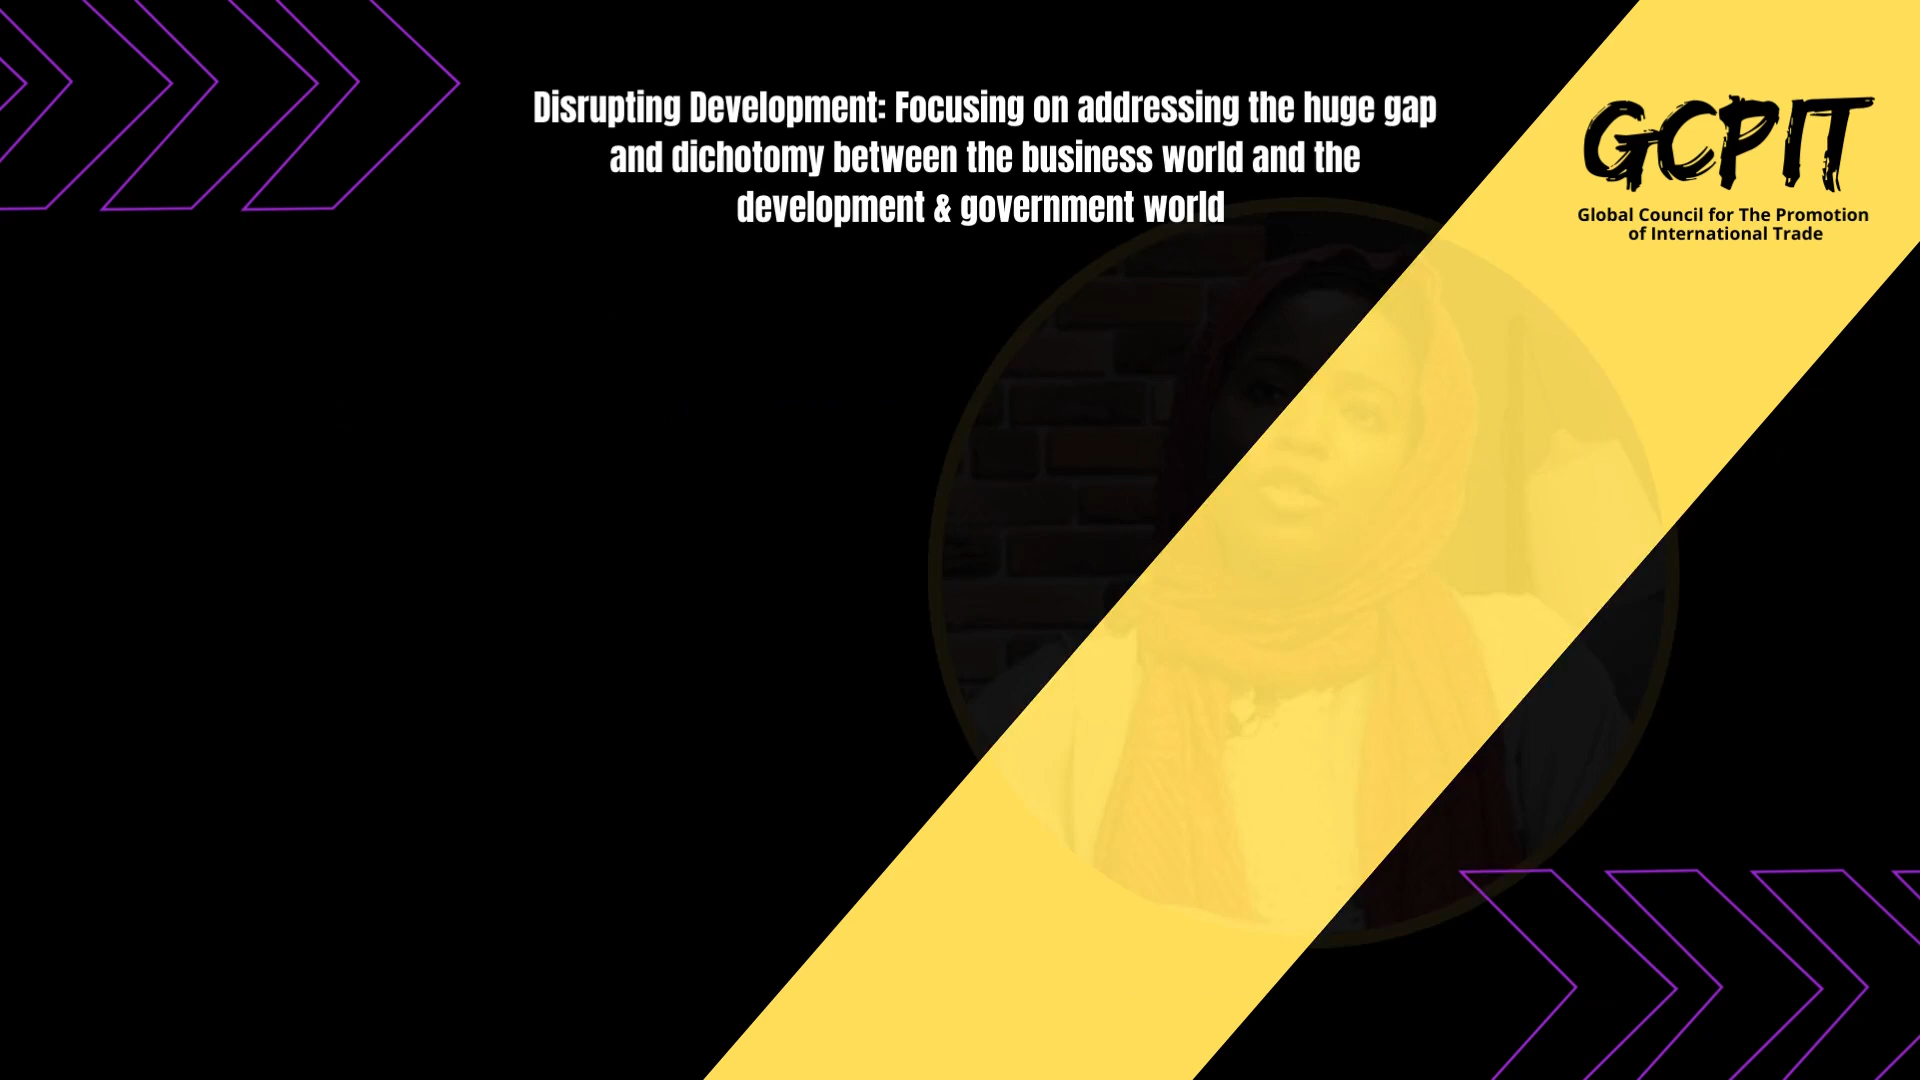 Disrupting Development: Focusing on addressing the huge gap
and dichotomy between the business world and the
development & government world
GCPIT
Global Council for The Promotion
of International Trade